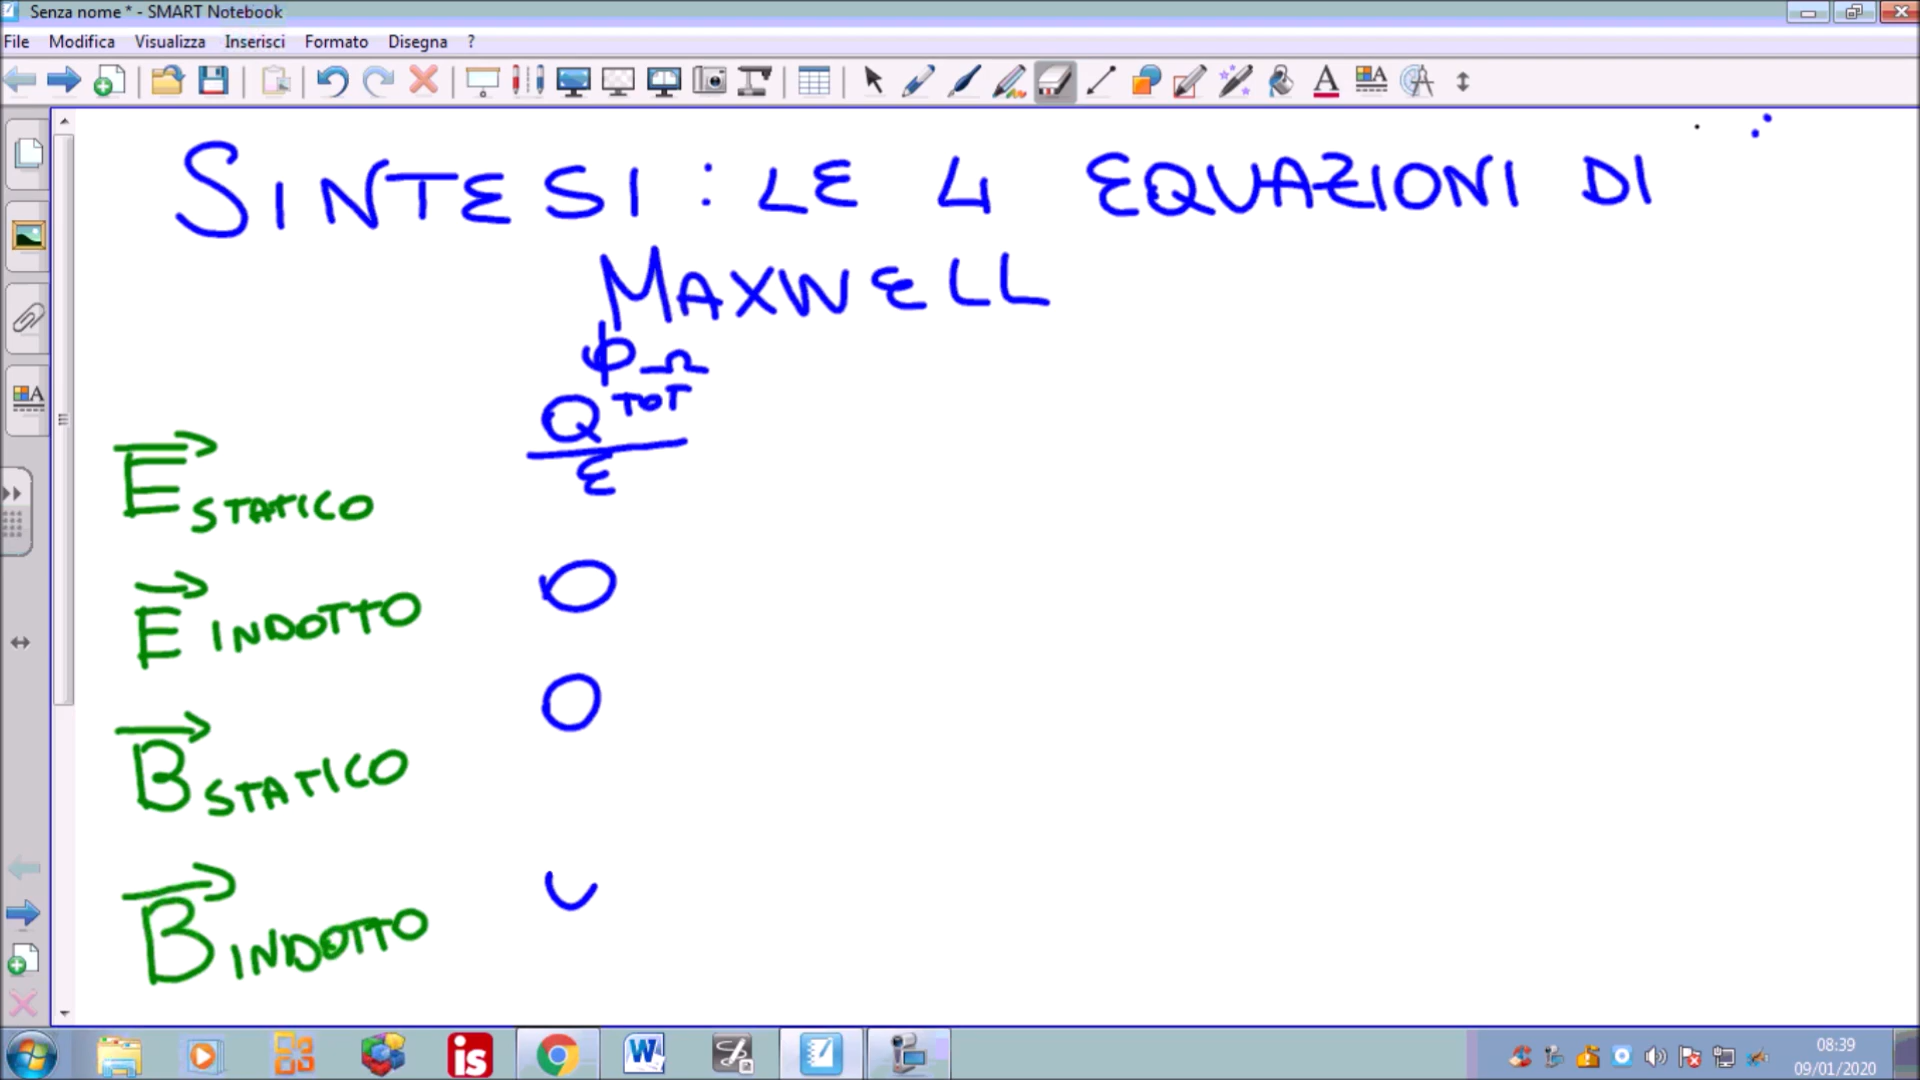 Senza nome * - SMART Notebook
File Modifica Visualizza Inserisci Formato Disegna ?
SINTESI : LE 4 EQUAZIONI DI
MAXWELL
ΦΩ
E STATICO Q TOT / ε
E INDOTTO 0
B STATICO 0
B INDOTTO
08:39
09/01/2020